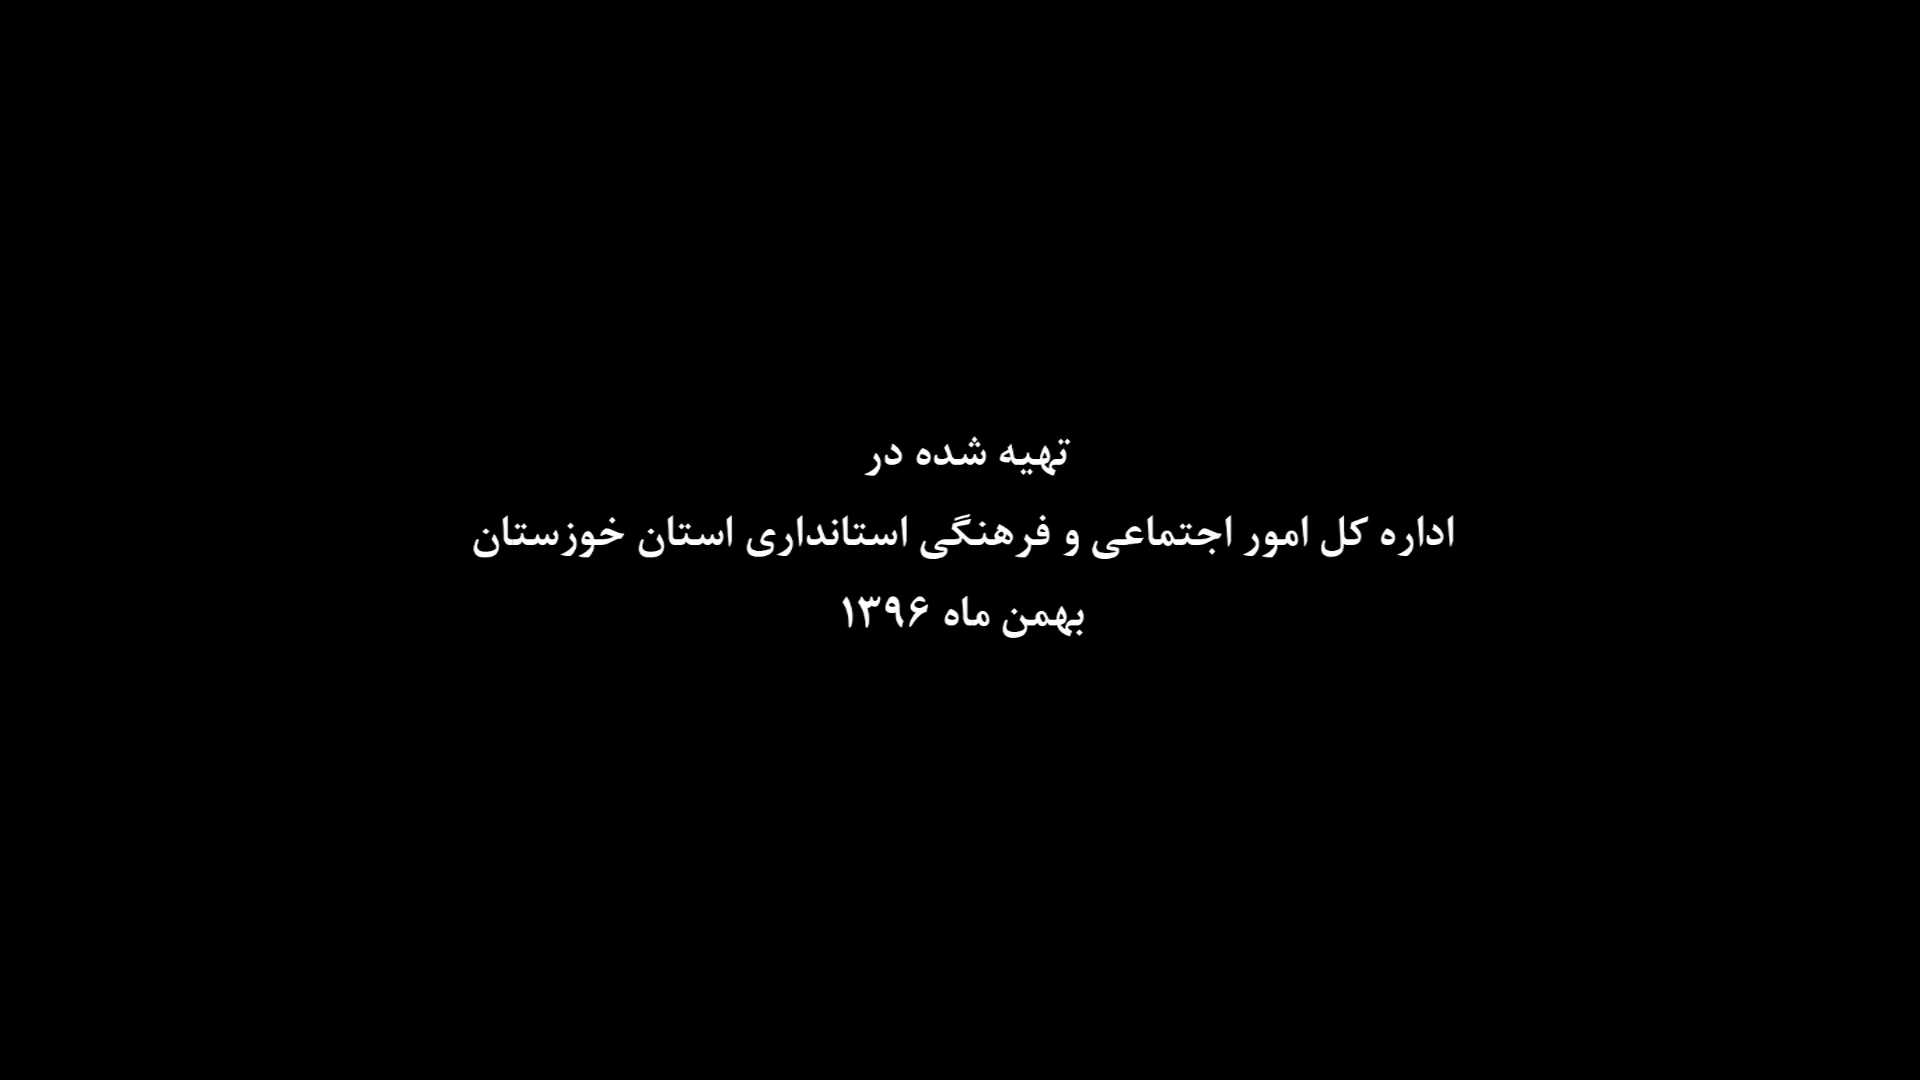 تهیه شده در
اداره کل امور اجتماعی و فرهنگی استانداری استان خوزستان
بهمن ماه ۱۳۹۶